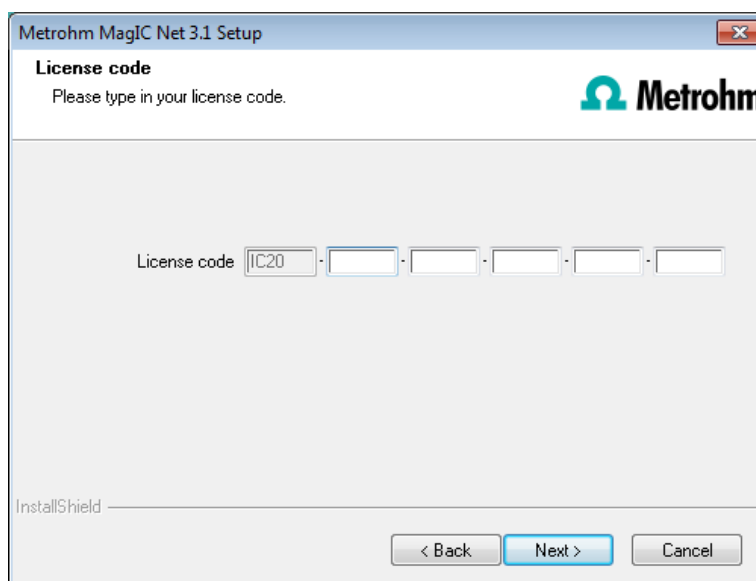 Metrohm MagIC Net 3.1 Setup
License code
Please type in your license code.
Metrohm
License code IC20 - - - - -
InstallShield
< Back Next > Cancel